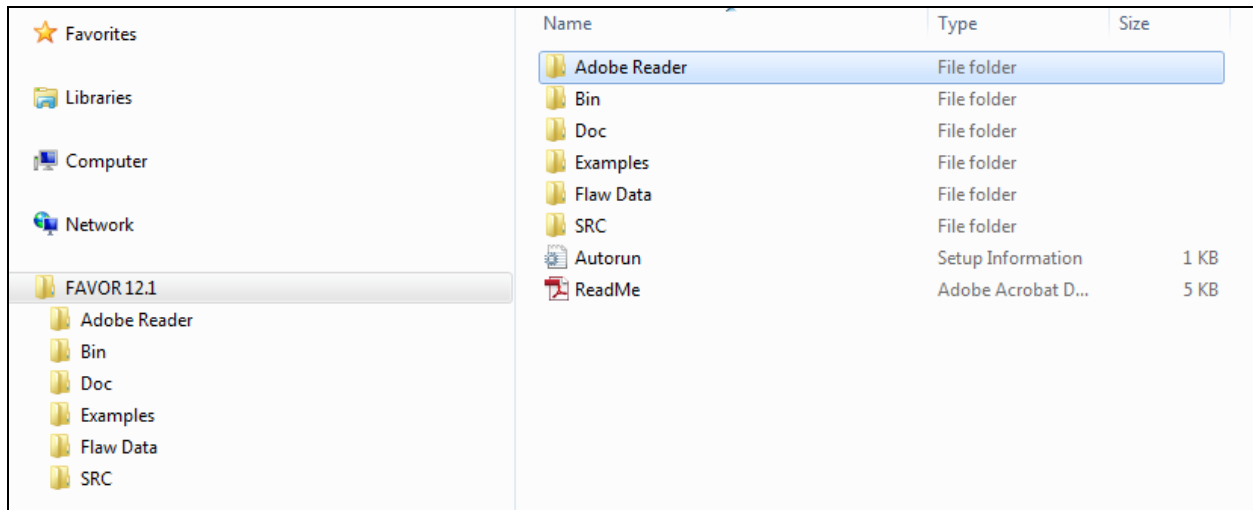 Favorites
Libraries
Computer
Network
FAVOR 12.1
Adobe Reader
Bin
Doc
Examples
Flaw Data
SRC
Name Type Size
Adobe Reader File folder
Bin File folder
Doc File folder
Examples File folder
Flaw Data File folder
SRC File folder
Autorun Setup Information 1 KB
ReadMe Adobe Acrobat D... 5 KB